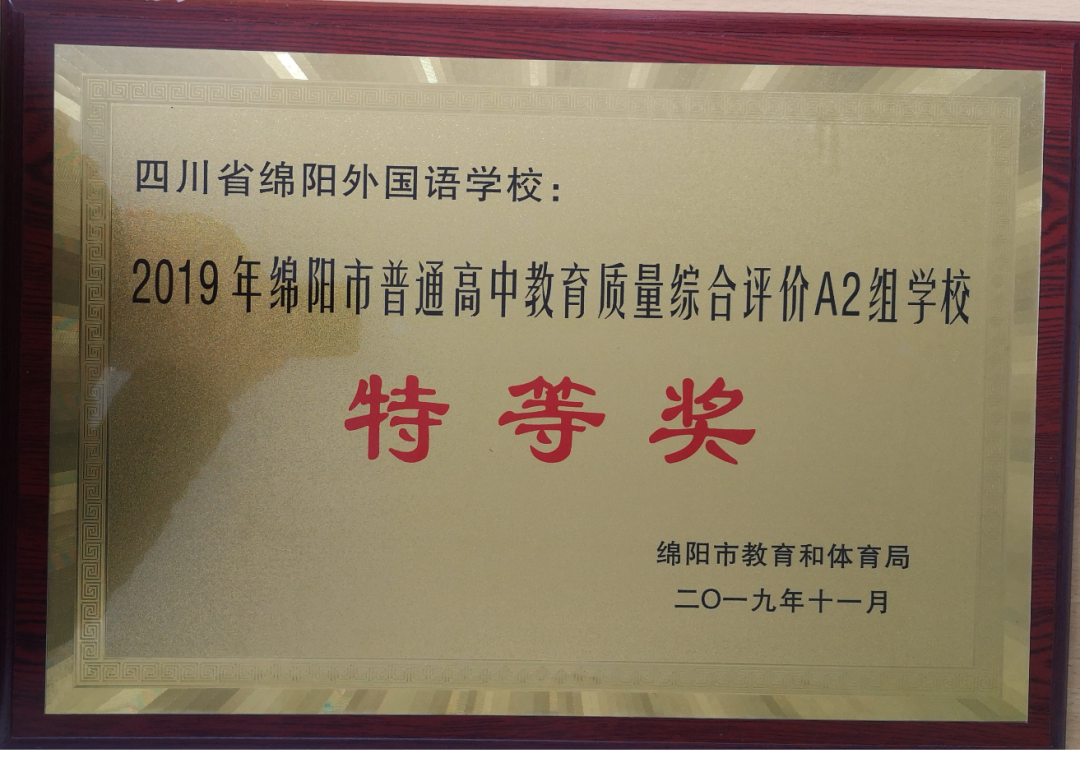 四川省绵阳外国语学校：
2019年绵阳市普通高中教育质量综合评价A2组学校
特等奖
绵阳市教育和体育局
二〇一九年十一月